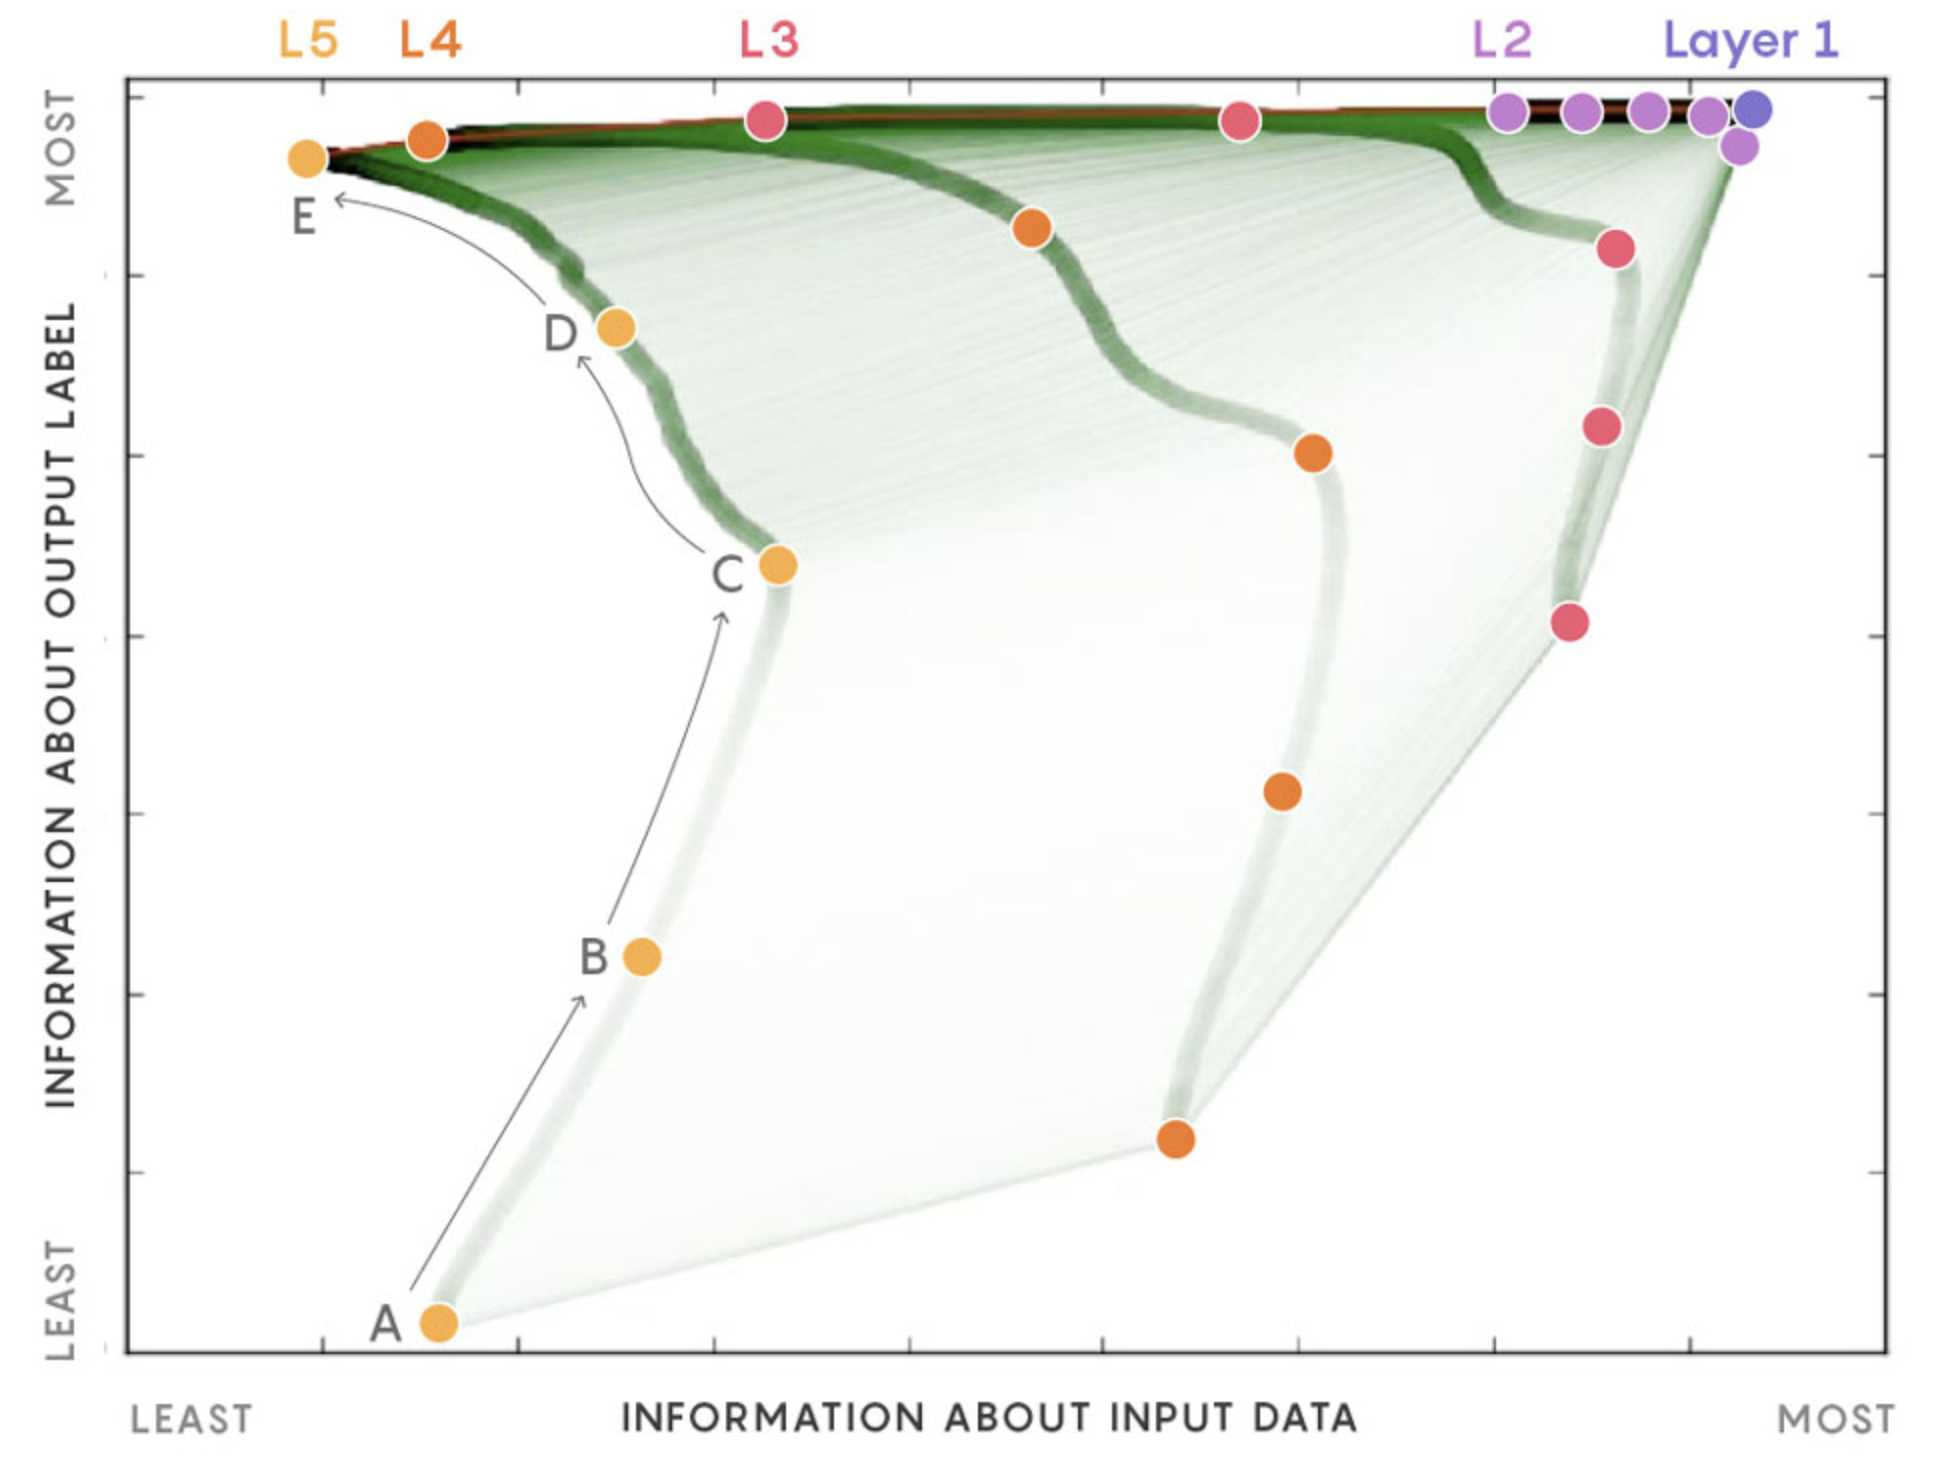 L5 L4 L3 L2 Layer 1
MOST
INFORMATION ABOUT OUTPUT LABEL
LEAST
E
D
C
B
A
LEAST INFORMATION ABOUT INPUT DATA MOST